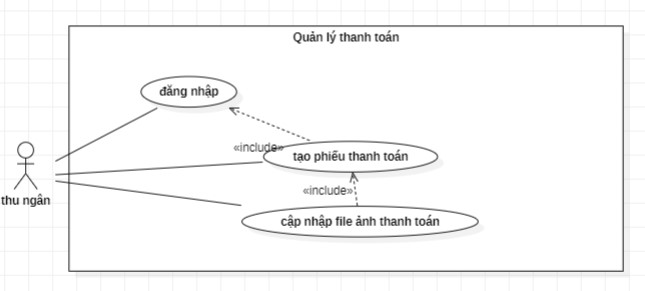 Quản lý thanh toán
đăng nhập
«include»
tạo phiếu thanh toán
«include»
thu ngân
cập nhập file ảnh thanh toán